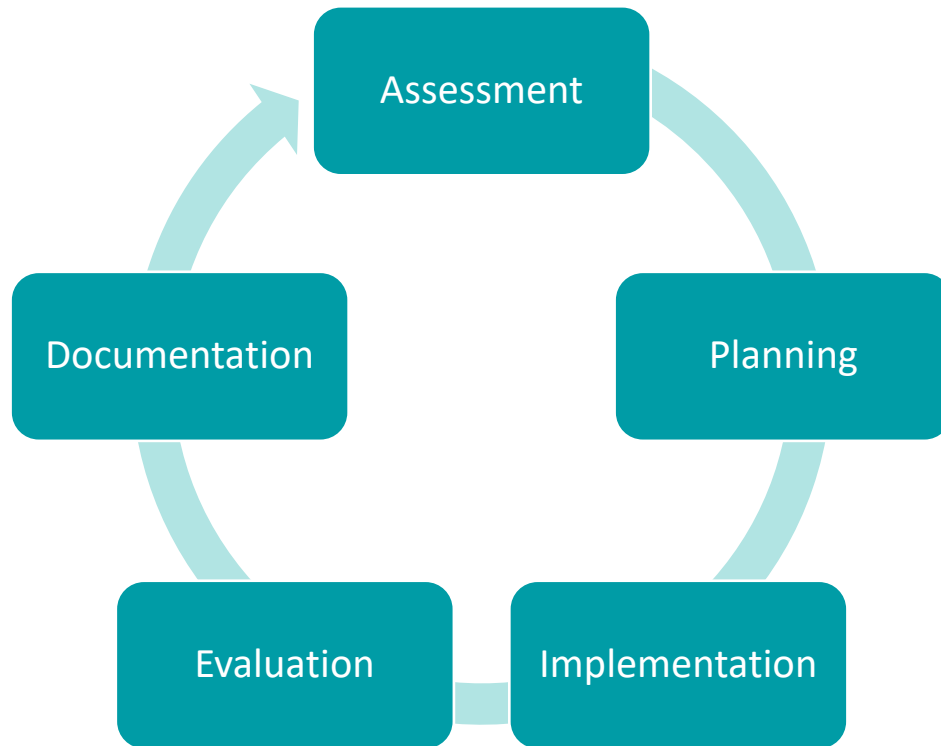 Assessment
Planning
Implementation
Evaluation
Documentation